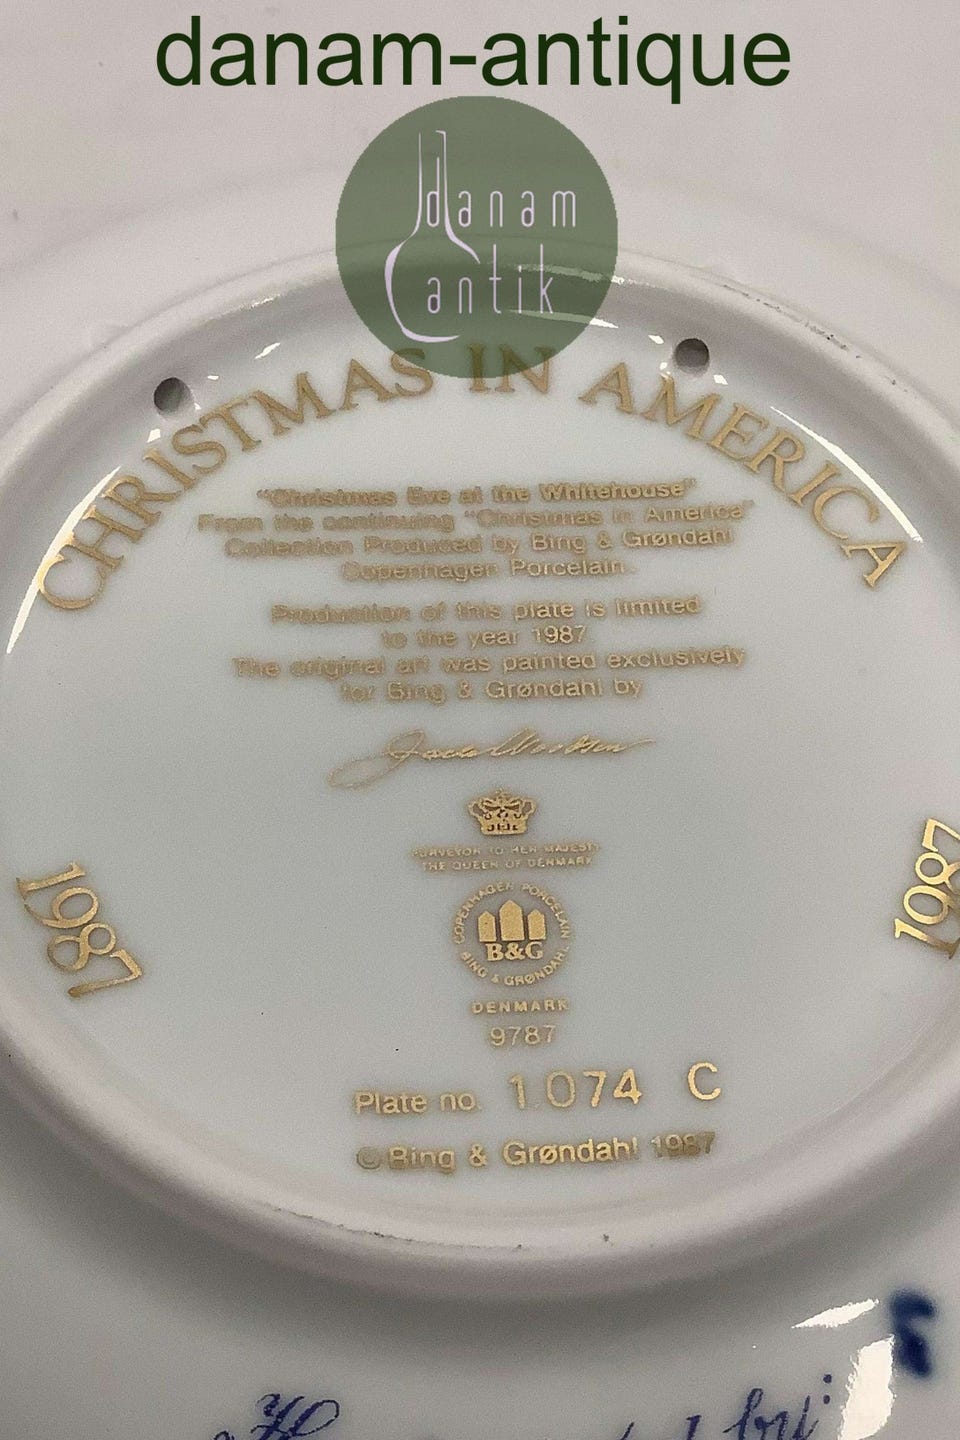 danam-antique
danam
antik
CHRISTMAS IN AMERICA
"Christmas Eve at the Whitehouse"
From the continuing "Christmas in America"
Collection Produced by Bing & Grøndahl
Copenhagen Porcelain.
Production of this plate is limited
to the year 1987.
The original art was painted exclusively
for Bing & Grøndahl by
Jack Woodson
PURVEYOR TO HER MAJESTY
THE QUEEN OF DENMARK
1987
1987
COPENHAGEN PORCELAIN
B&G
BING & GRØNDAHL
DENMARK
9787
Plate no. 1.074 C
©Bing & Grøndahl 1987
by: